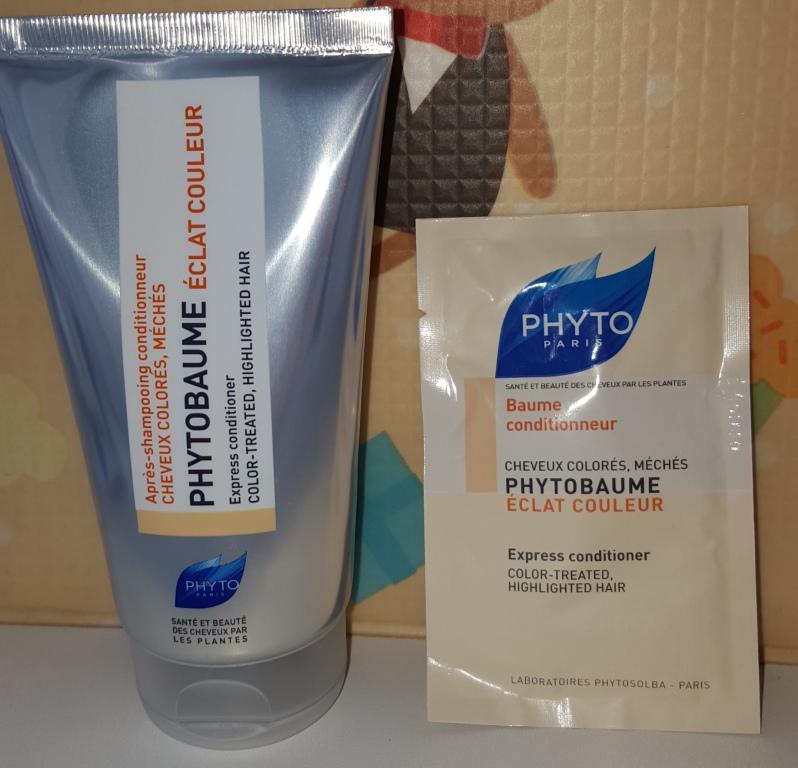 Après-shampooing conditionneur
CHEVEUX COLORÉS, MÉCHÉS
PHYTOBAUME ÉCLAT COULEUR
Express conditioner
COLOR-TREATED, HIGHLIGHTED HAIR
PHYTO
PARIS
SANTÉ ET BEAUTÉ
DES CHEVEUX PAR
LES PLANTES
PHYTO
PARIS
SANTÉ ET BEAUTÉ DES CHEVEUX PAR LES PLANTES
Baume
conditionneur
CHEVEUX COLORÉS, MÉCHÉS
PHYTOBAUME
ÉCLAT COULEUR
Express conditioner
COLOR-TREATED,
HIGHLIGHTED HAIR
LABORATOIRES PHYTOSOLBA - PARIS